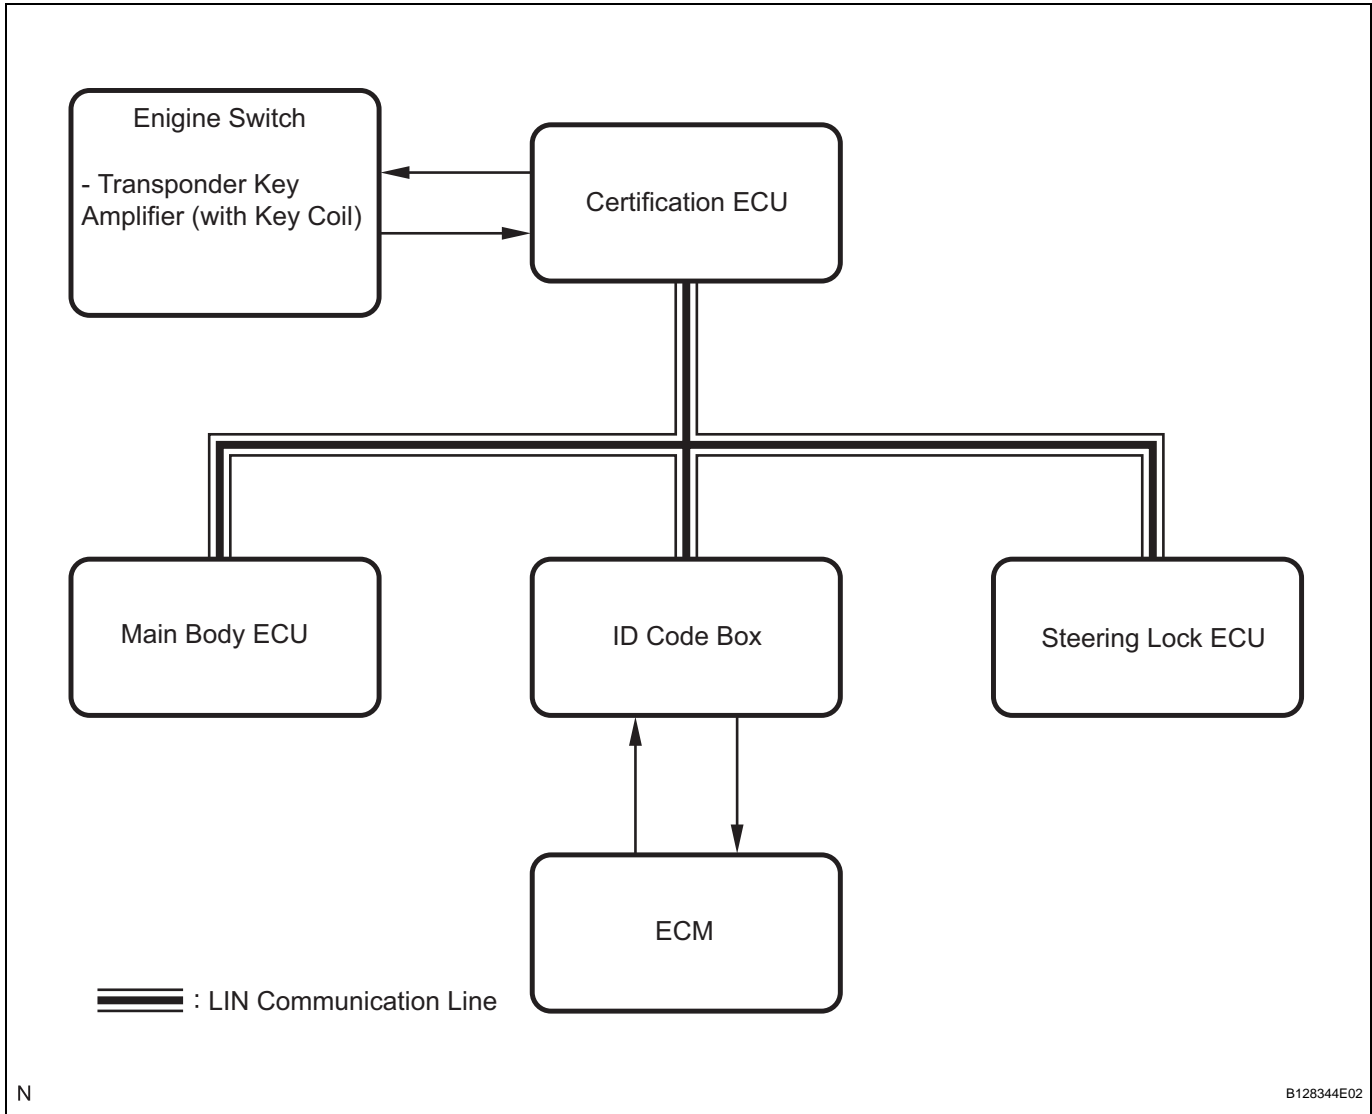 Enigine Switch
- Transponder Key
Amplifier (with Key Coil)
Certification ECU
Main Body ECU
ID Code Box
Steering Lock ECU
ECM
: LIN Communication Line
N
B128344E02